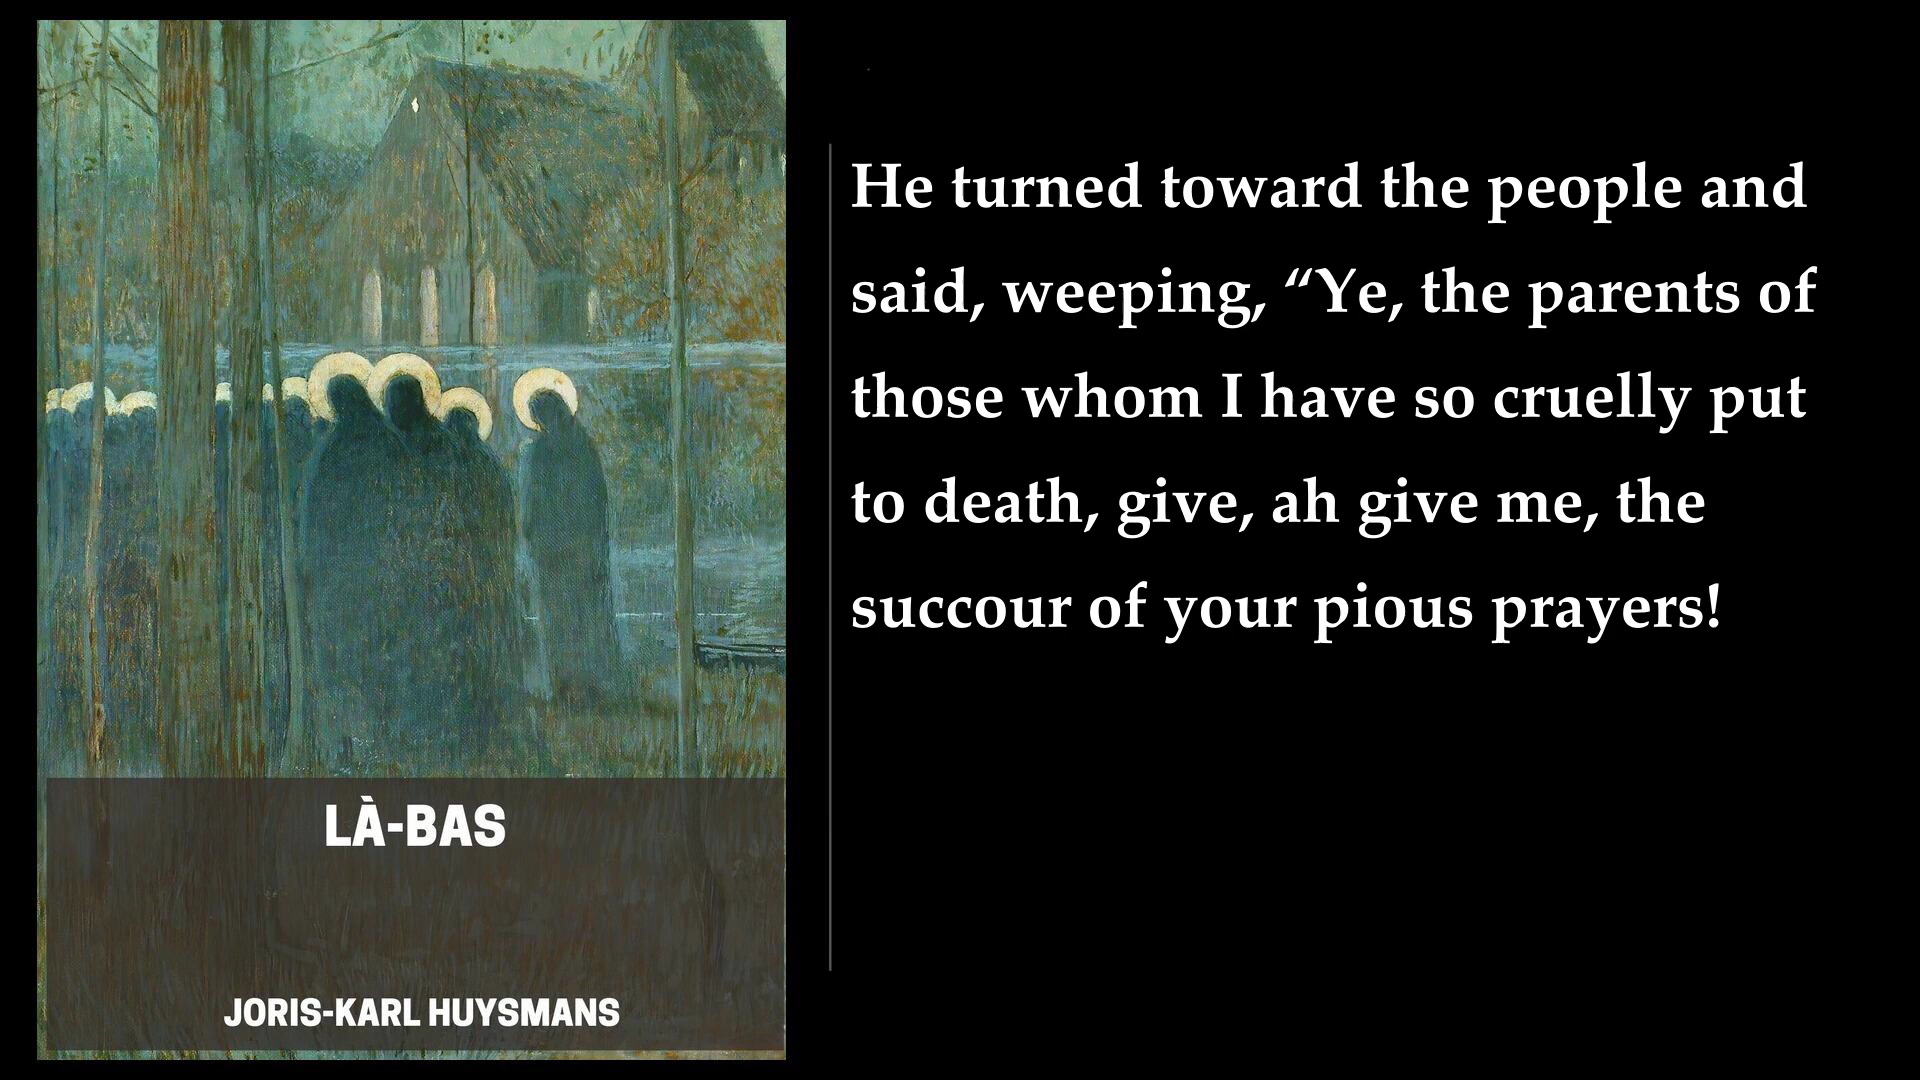 LÀ-BAS
JORIS-KARL HUYSMANS
He turned toward the people and
said, weeping, “Ye, the parents of
those whom I have so cruelly put
to death, give, ah give me, the
succour of your pious prayers!